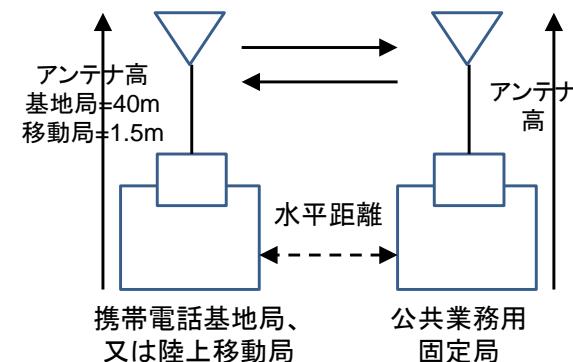 アンテナ高
基地局=40m
移動局=1.5m
アンテナ
高
水平距離
携帯電話基地局、
又は陸上移動局
公共業務用
固定局